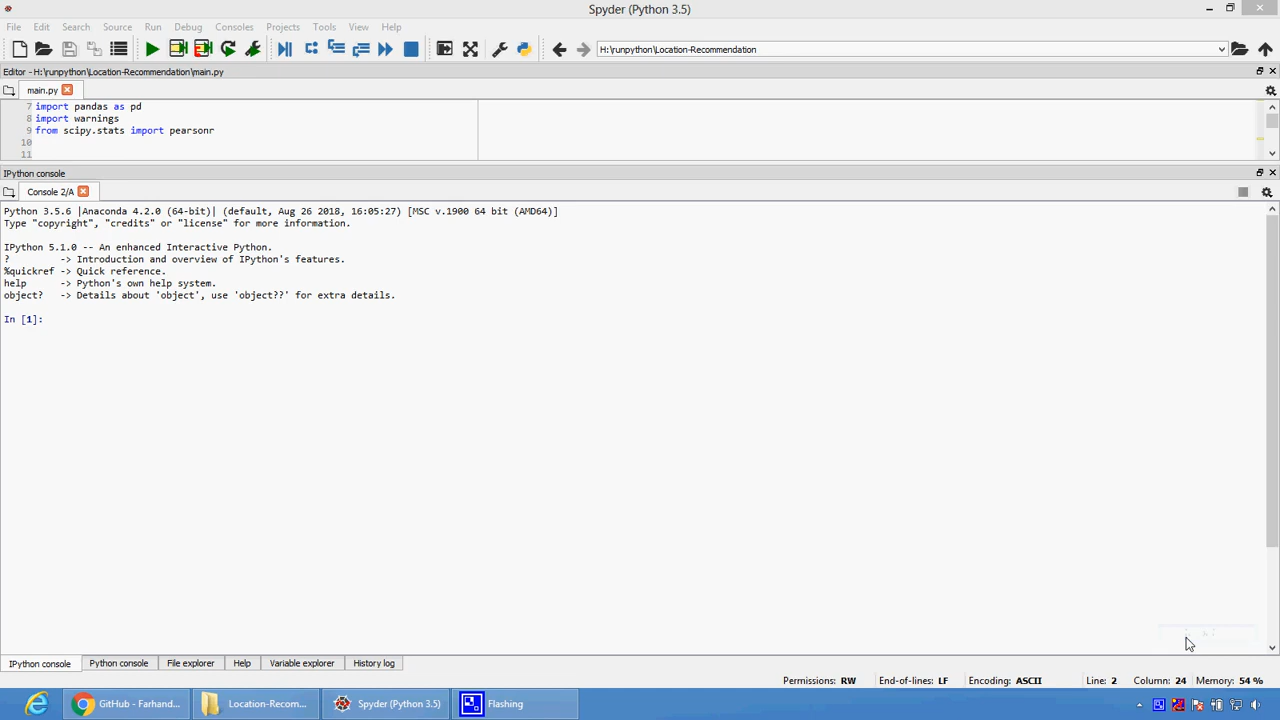 Spyder (Python 3.5)
File Edit Search Source Run Debug Consoles Projects Tools View Help
H:\runpython\Location-Recommendation
Editor - H:\runpython\Location-Recommendation\main.py
main.py
7 import pandas as pd
8 import warnings
9 from scipy.stats import pearsonr
10
11
IPython console
Console 2/A
Python 3.5.6 |Anaconda 4.2.0 (64-bit)| (default, Aug 26 2018, 16:05:27) [MSC v.1900 64 bit (AMD64)]
Type "copyright", "credits" or "license" for more information.
IPython 5.1.0 -- An enhanced Interactive Python.
? -> Introduction and overview of IPython's features.
%quickref -> Quick reference.
help -> Python's own help system.
object? -> Details about 'object', use 'object??' for extra details.
In [1]:
IPython console Python console File explorer Help Variable explorer History log
Permissions: RW End-of-lines: LF Encoding: ASCII Line: 2 Column: 24 Memory: 54 %
GitHub - Farhand... Location-Recom... Spyder (Python 3.5) Flashing